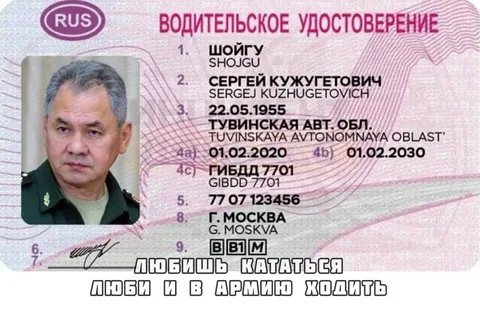 RUS ВОДИТЕЛЬСКОЕ УДОСТОВЕРЕНИЕ
1. ШОЙГУ
SHOJGU
2. СЕРГЕЙ КУЖУГЕТОВИЧ
SERGEJ KUZHUGETOVICH
3. 22.05.1955
ТУВИНСКАЯ АВТ. ОБЛ.
TUVINSKAYA AVTONOMNAYA OBLAST'
4a) 01.02.2020 4b) 01.02.2030
4c) ГИБДД 7701
GIBDD 7701
5. 77 07 123456
8. Г. МОСКВА
G. MOSKVA
6.
7.
9. B B1 M
ЛЮБИШЬ КАТАТЬСЯ
ЛЮБИ И В АРМИЮ ХОДИТЬ